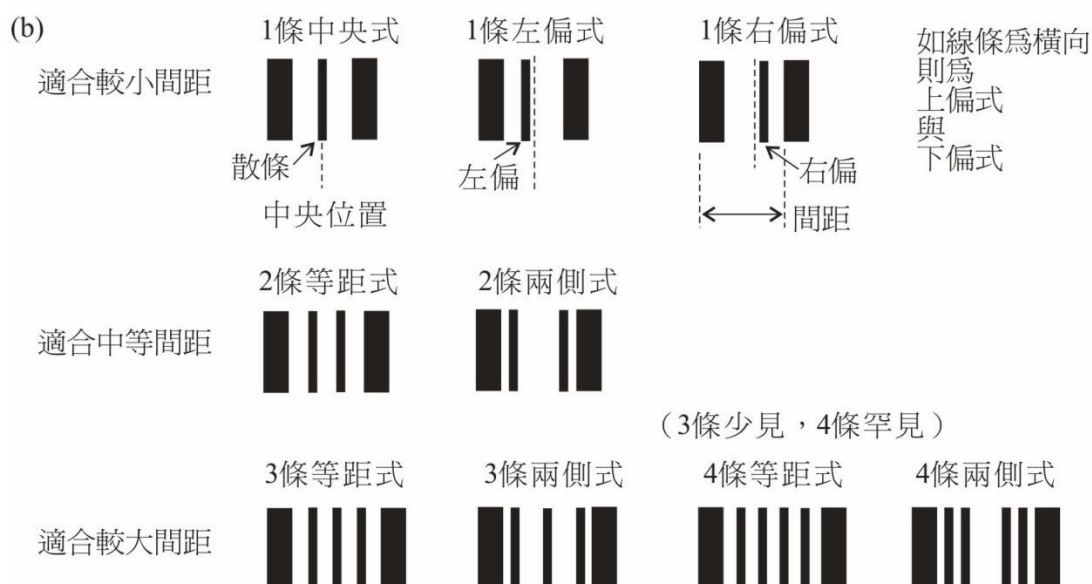 (b)
1條中央式
1條左偏式
1條右偏式
如線條爲橫向
則爲
上偏式
與
下偏式
適合較小間距
散條
左偏
右偏
中央位置
間距
2條等距式
2條兩側式
適合中等間距
（3條少見，4條罕見）
3條等距式
3條兩側式
4條等距式
4條兩側式
適合較大間距